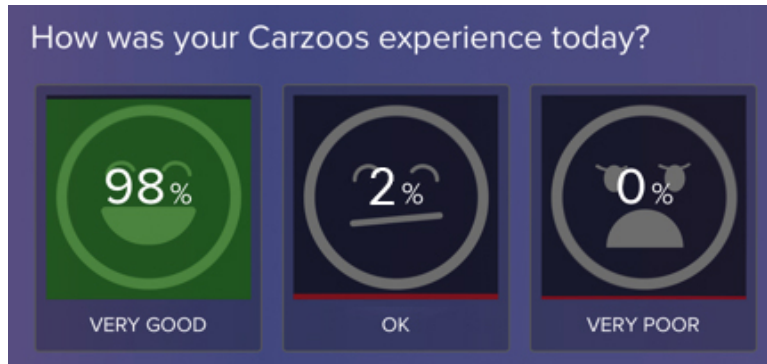 How was your Carzoos experience today?
98%
2%
0%
VERY GOOD
OK
VERY POOR